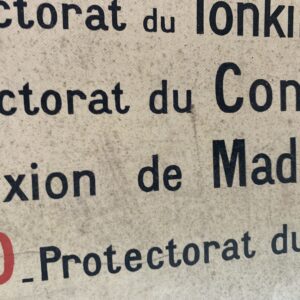 ctorat du Tonki
ctorat du Con
xion de Mad
_Protectorat du